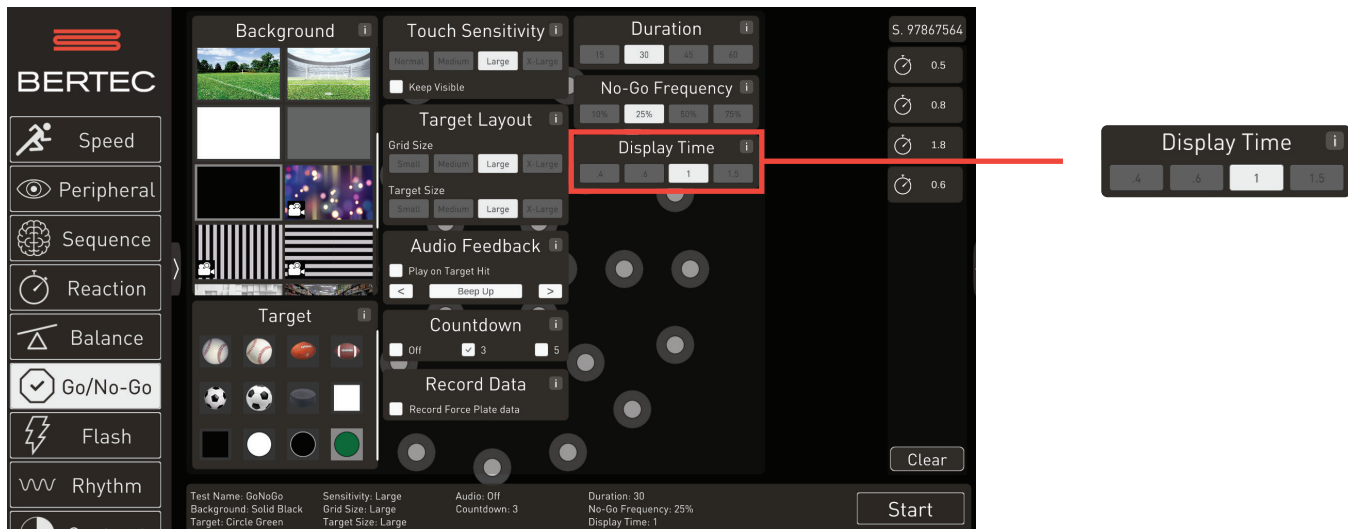 BERTEC
Speed
Peripheral
Sequence
Reaction
Balance
Go/No-Go
Flash
Rhythm
Background i
Target i
Touch Sensitivity i
Normal Medium Large X-Large
Keep Visible
Target Layout i
Grid Size
Small Medium Large X-Large
Target Size
Small Medium Large X-Large
Audio Feedback i
Play on Target Hit
< Beep Up >
Countdown i
Off 3 5
Record Data i
Record Force Plate data
Duration i
15 30 45 60
No-Go Frequency i
10% 25% 50% 75%
Display Time i
.4 .6 1 1.5
S. 97867564
0.5
0.8
1.8
0.6
Clear
Test Name: GoNoGo
Background: Solid Black
Target: Circle Green
Sensitivity: Large
Grid Size: Large
Target Size: Large
Audio: Off
Countdown: 3
Duration: 30
No-Go Frequency: 25%
Display Time: 1
Start
Display Time i
.4 .6 1 1.5